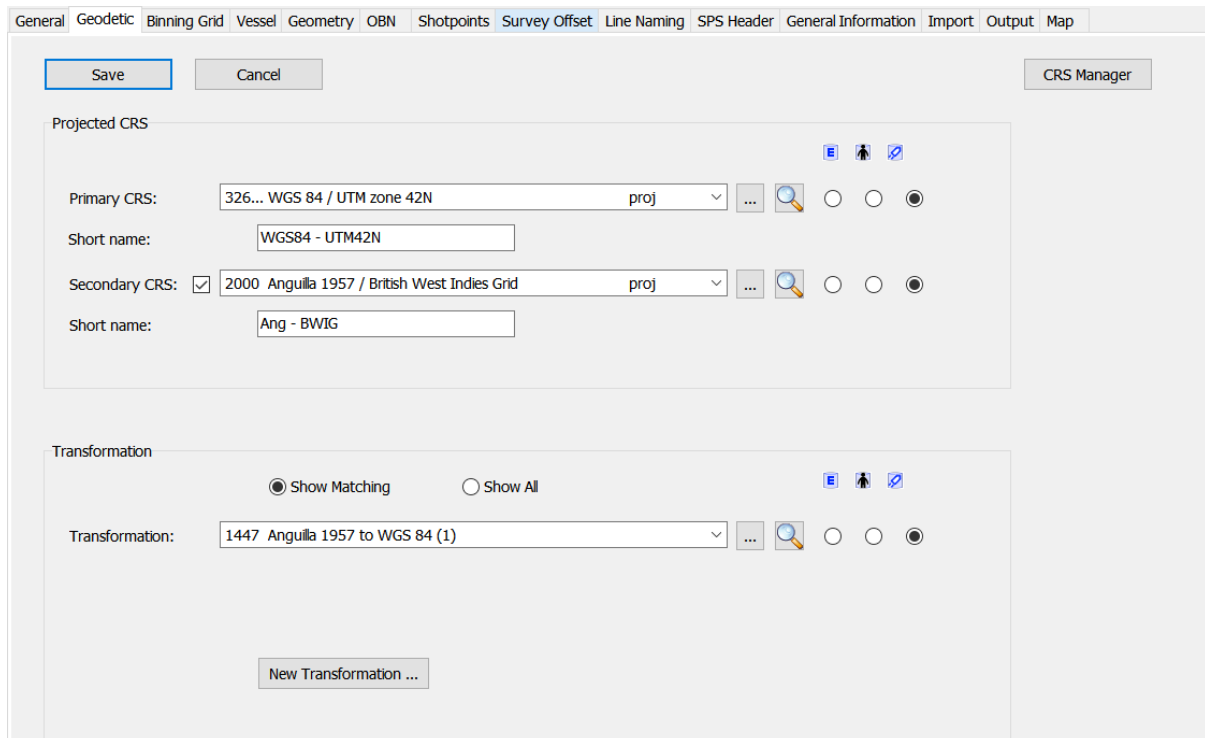 General Geodetic Binning Grid Vessel Geometry OBN Shotpoints Survey Offset Line Naming SPS Header General Information Import Output Map
Save Cancel CRS Manager
Projected CRS
E
Primary CRS: 326... WGS 84 / UTM zone 42N proj ...
Short name: WGS84 - UTM42N
Secondary CRS: 2000 Anguilla 1957 / British West Indies Grid proj ...
Short name: Ang - BWIG
Transformation
Show Matching Show All E
Transformation: 1447 Anguilla 1957 to WGS 84 (1) ...
New Transformation ...